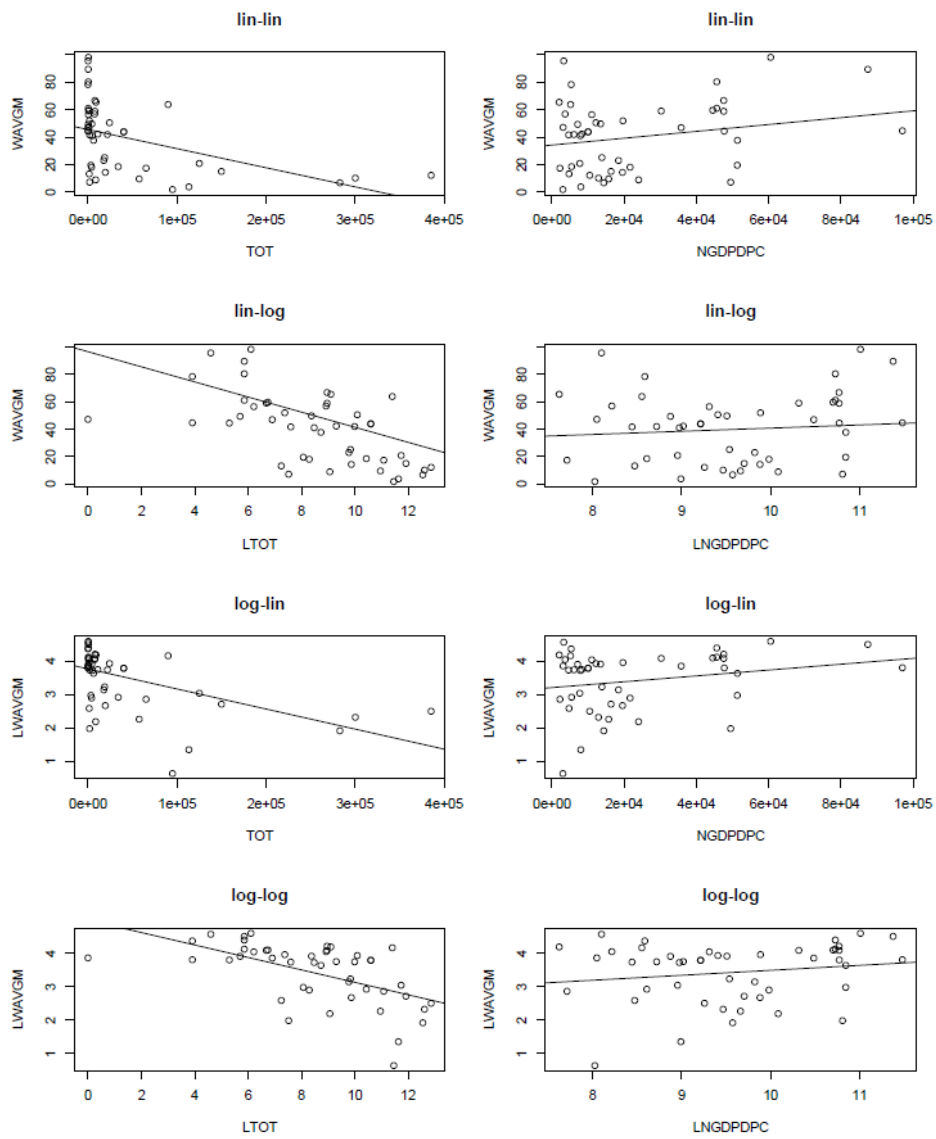 lin-lin
WAVGM
0 20 40 60 80
0e+00 1e+05 2e+05 3e+05 4e+05
TOT
lin-lin
WAVGM
0 20 40 60 80
0e+00 2e+04 4e+04 6e+04 8e+04 1e+05
NGDPDPC
lin-log
WAVGM
0 20 40 60 80
0 2 4 6 8 10 12
LTOT
lin-log
WAVGM
0 20 40 60 80
8 9 10 11
LNGDPDPC
log-lin
LWAVGM
1 2 3 4
0e+00 1e+05 2e+05 3e+05 4e+05
TOT
log-lin
LWAVGM
1 2 3 4
0e+00 2e+04 4e+04 6e+04 8e+04 1e+05
NGDPDPC
log-log
LWAVGM
1 2 3 4
0 2 4 6 8 10 12
LTOT
log-log
LWAVGM
1 2 3 4
8 9 10 11
LNGDPDPC